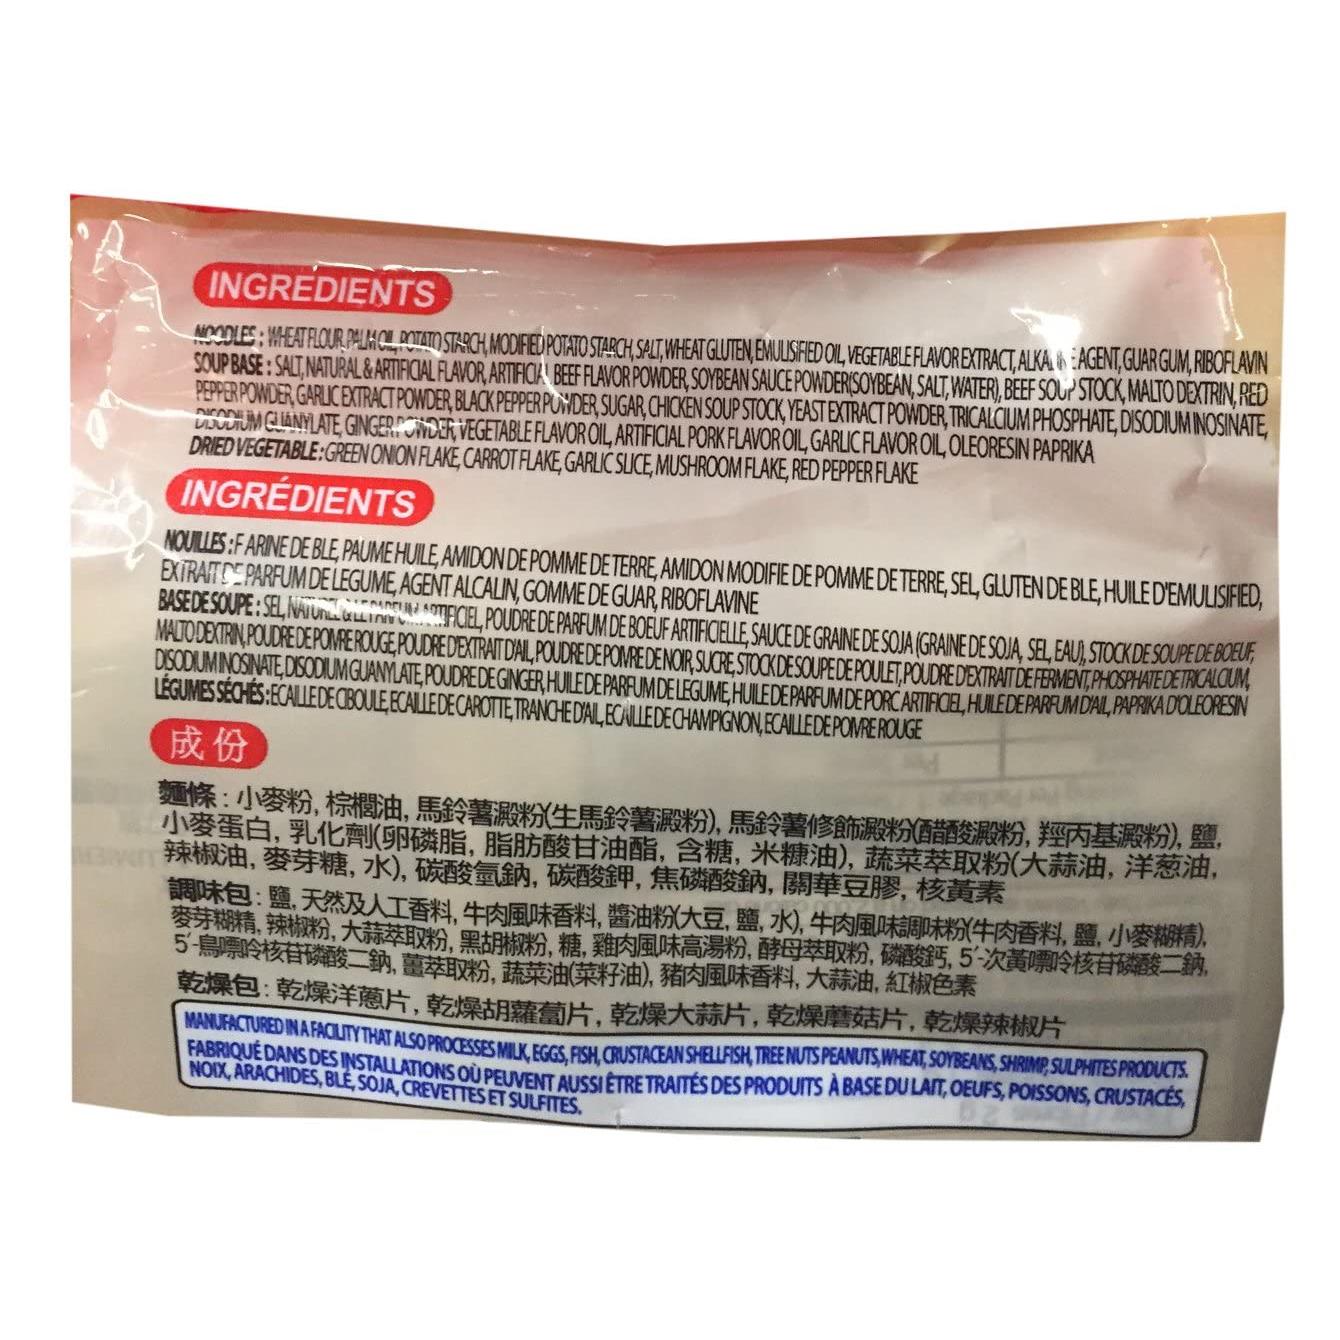 INGREDIENTS
NOODLES : WHEAT FLOUR, PALM OIL, POTATO STARCH, MODIFIED POTATO STARCH, SALT, WHEAT GLUTEN, EMULISIFIED OIL, VEGETABLE FLAVOR EXTRACT, ALKALINE AGENT, GUAR GUM, RIBOFLAVIN
SOUP BASE : SALT, NATURAL & ARTIFICIAL FLAVOR, ARTIFICIAL BEEF FLAVOR POWDER, SOYBEAN SAUCE POWDER(SOYBEAN, SALT, WATER), BEEF SOUP STOCK, MALTO DEXTRIN, RED
PEPPER POWDER, GARLIC EXTRACT POWDER, BLACK PEPPER POWDER, SUGAR, CHICKEN SOUP STOCK, YEAST EXTRACT POWDER, TRICALCIUM PHOSPHATE, DISODIUM INOSINATE,
DISODIUM GUANYLATE, GINGER POWDER, VEGETABLE FLAVOR OIL, ARTIFICIAL PORK FLAVOR OIL, GARLIC FLAVOR OIL, OLEORESIN PAPRIKA
DRIED VEGETABLE : GREEN ONION FLAKE, CARROT FLAKE, GARLIC SLICE, MUSHROOM FLAKE, RED PEPPER FLAKE
INGRÉDIENTS
NOUILLES : F ARINE DE BLE, PAUME HUILE, AMIDON DE POMME DE TERRE, AMIDON MODIFIE DE POMME DE TERRE, SEL, GLUTEN DE BLE, HUILE D'EMULISIFIED,
EXTRAIT DE PARFUM DE LEGUME, AGENT ALCALIN, GOMME DE GUAR, RIBOFLAVINE
BASE DE SOUPE : SEL, NATUREL & LE PARFUM ARTIFICIEL, POUDRE DE PARFUM DE BOEUF ARTIFICIELLE, SAUCE DE GRAINE DE SOJA (GRAINE DE SOJA, SEL, EAU), STOCK DE SOUPE DE BOEUF,
MALTO DEXTRIN, POUDRE DE POIVRE ROUGE, POUDRE D'EXTRAIT D'AIL, POUDRE DE POIVRE DE NOIR, SUCRE, STOCK DE SOUPE DE POULET, POUDRE D'EXTRAIT DE FERMENT, PHOSPHATE DE TRICALCIUM,
DISODIUM INOSINATE, DISODIUM GUANYLATE, POUDRE DE GINGER, HUILE DE PARFUM DE LEGUME, HUILE DE PARFUM DE PORC ARTIFICIEL, HUILE DE PARFUM D'AIL, PAPRIKA D'OLEORESIN
LÉGUMES SÉCHÉS : ECAILLE DE CIBOULE, ECAILLE DE CAROTTE, TRANCHE D'AIL, ECAILLE DE CHAMPIGNON, ECAILLE DE POIVRE ROUGE
成份
麵條 : 小麥粉, 棕櫚油, 馬鈴薯澱粉(生馬鈴薯澱粉), 馬鈴薯修飾澱粉(醋酸澱粉, 羥丙基澱粉), 鹽,
小麥蛋白, 乳化劑(卵磷脂, 脂肪酸甘油酯, 含糖, 米糠油), 蔬菜萃取粉(大蒜油, 洋葱油,
辣椒油, 麥芽糖, 水), 碳酸氫鈉, 碳酸鉀, 焦磷酸鈉, 關華豆膠, 核黃素
調味包 : 鹽, 天然及人工香料, 牛肉風味香料, 醬油粉(大豆, 鹽, 水), 牛肉風味調味粉(牛肉香料, 鹽, 小麥糊精),
麥芽糊精, 辣椒粉, 大蒜萃取粉, 黑胡椒粉, 糖, 雞肉風味高湯粉, 酵母萃取粉, 磷酸鈣, 5´-次黃嘌呤核苷磷酸二鈉,
5´-鳥嘌呤核苷磷酸二鈉, 薑萃取粉, 蔬菜油(菜籽油), 豬肉風味香料, 大蒜油, 紅椒色素
乾燥包 : 乾燥洋蔥片, 乾燥胡蘿蔔片, 乾燥大蒜片, 乾燥蘑菇片, 乾燥辣椒片
MANUFACTURED IN A FACILITY THAT ALSO PROCESSES MILK, EGGS, FISH, CRUSTACEAN SHELLFISH, TREE NUTS PEANUTS, WHEAT, SOYBEANS, SHRIMP, SULPHITES PRODUCTS.
FABRIQUÉ DANS DES INSTALLATIONS OÙ PEUVENT AUSSI ÊTRE TRAITÉS DES PRODUITS À BASE DU LAIT, OEUFS, POISSONS, CRUSTACÉS,
NOIX, ARACHIDES, BLÉ, SOJA, CREVETTES ET SULFITES.